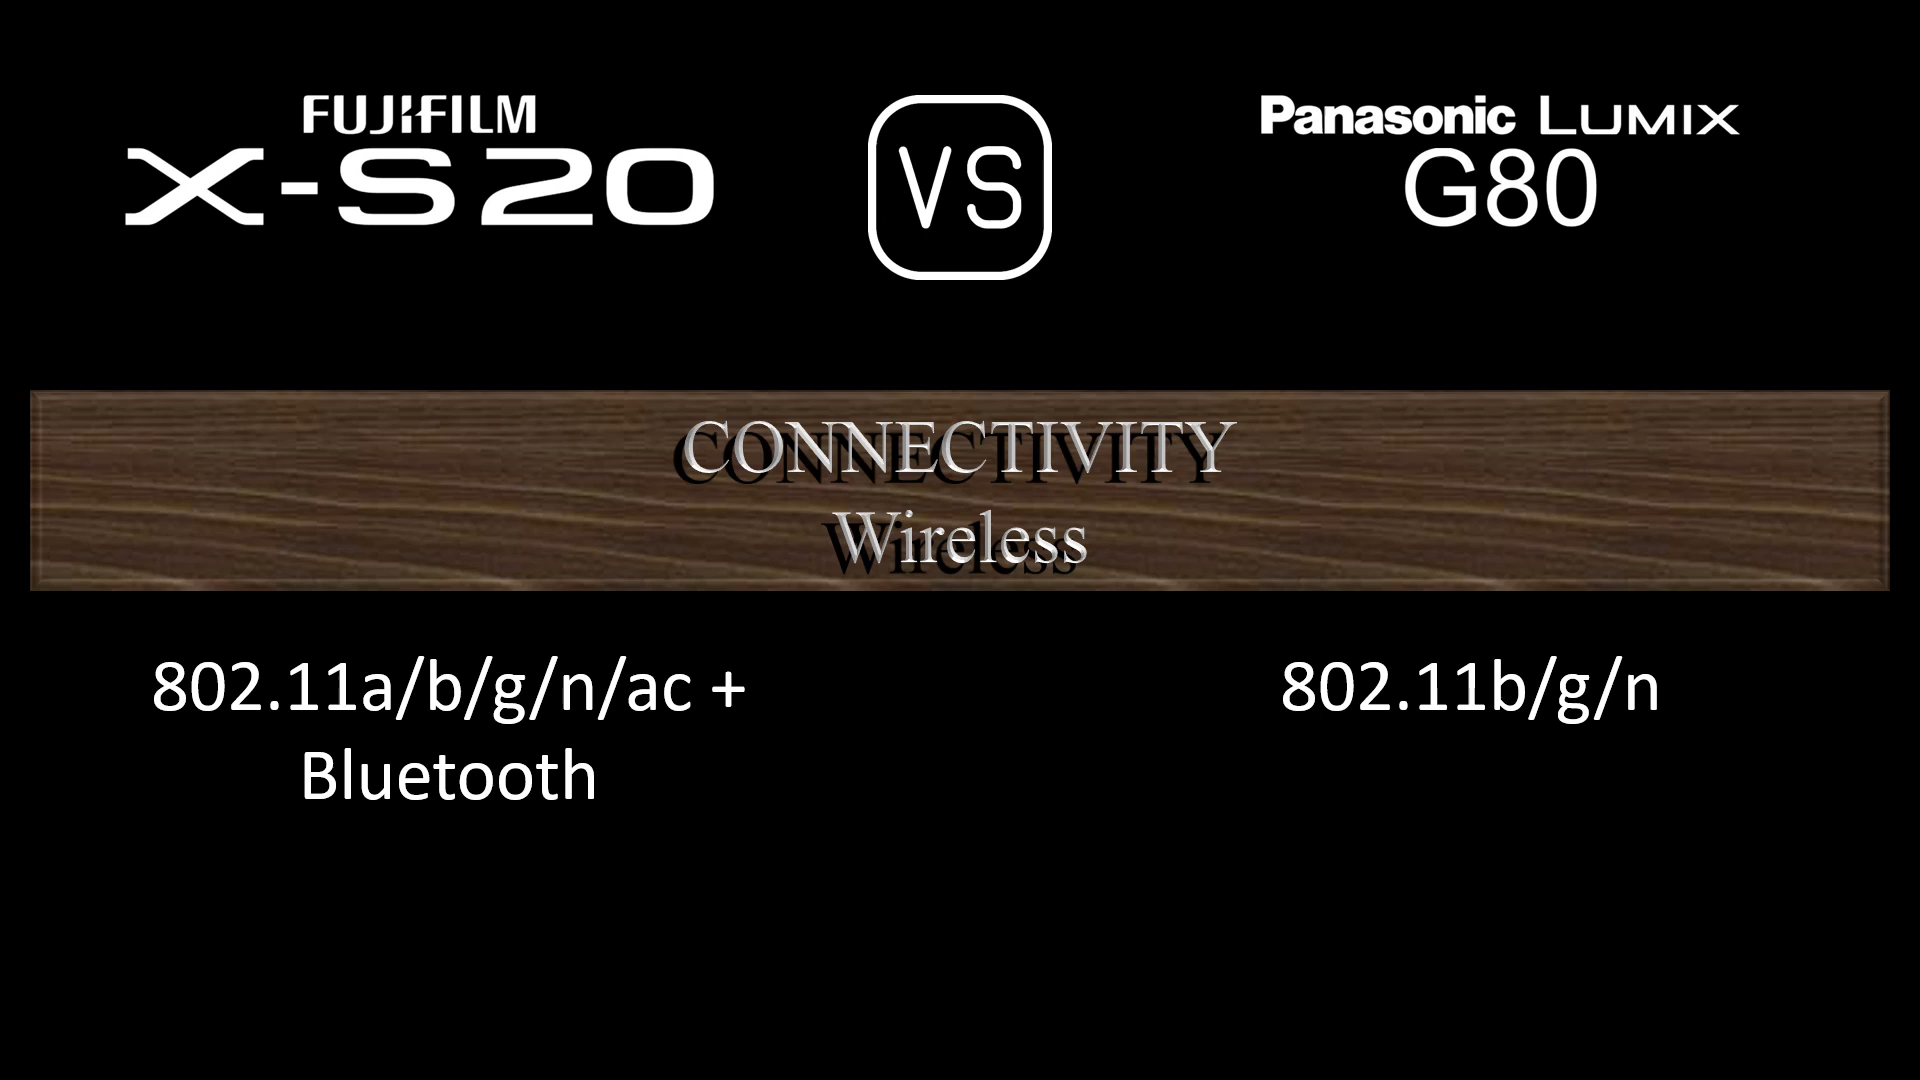 FUJIFILM
X-S20
VS
Panasonic LUMIX
G80
CONNECTIVITY
Wireless
802.11a/b/g/n/ac +
Bluetooth
802.11b/g/n